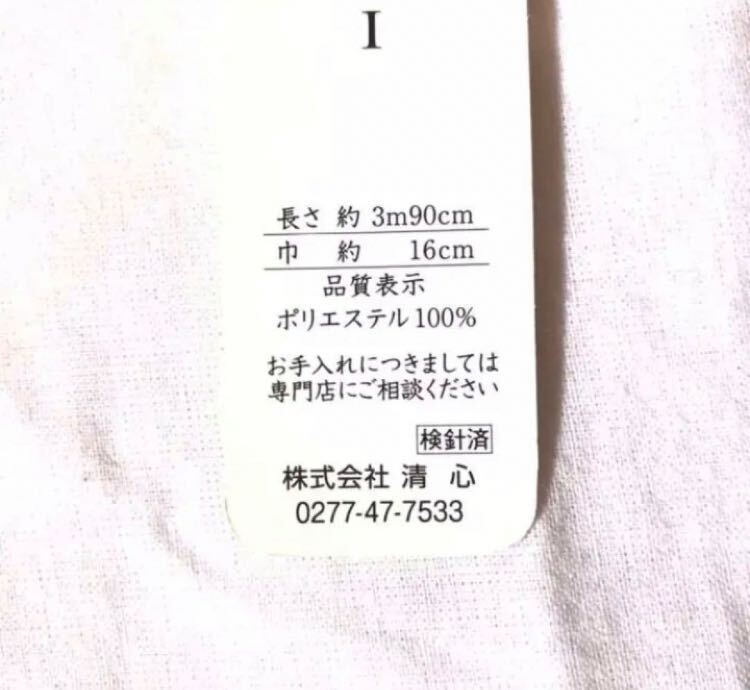 I
長さ 約 3m90cm
巾 約 16cm
品質表示
ポリエステル100%
お手入れにつきましては
専門店にご相談ください
検針済
株式会社 清 心
0277-47-7533